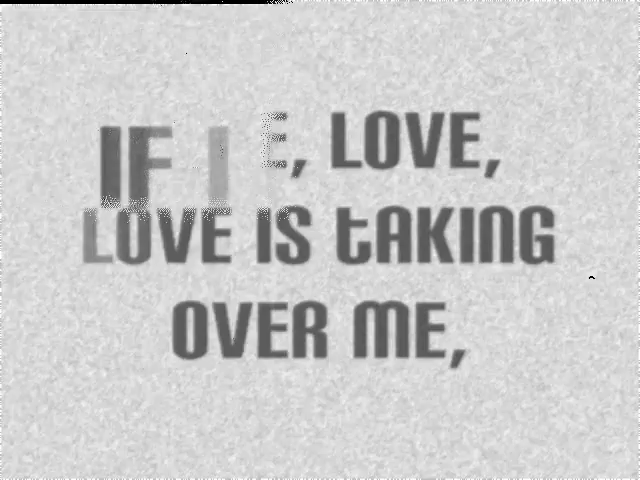 IF I E, LOVE,
LOVE IS tAKING
OVER ME,